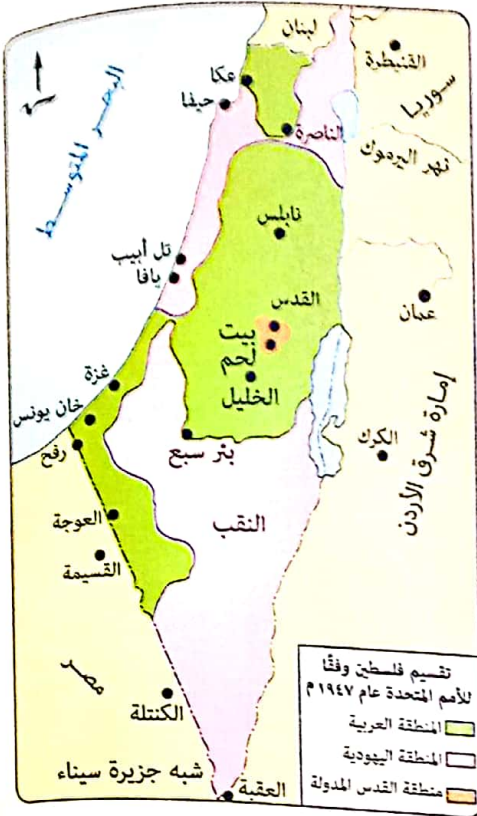 لبنان
القنيطرة
سوريا
عكا
حيفا
الناصرة
نهر اليرموك
البحر المتوسط
نابلس
تل أبيب
يافا
القدس
بيت
لحم
عمان
غزة
الخليل
خان يونس
رفح
بئر سبع
الكرك
إمارة شرق الأردن
العوجة
النقب
القسيمة
مصر
الكنتلة
شبه جزيرة سيناء
العقبة
تقسيم فلسطين وفقًا
للأمم المتحدة عام ١٩٤٧ م
المنطقة العربية
المنطقة اليهودية
منطقة القدس المدولة